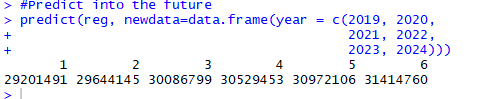 > #Predict into the future
> predict(reg, newdata=data.frame(year = c(2019, 2020,
+ 2021, 2022,
+ 2023, 2024)))
1 2 3 4 5 6
29201491 29644145 30086799 30529453 30972106 31414760
>